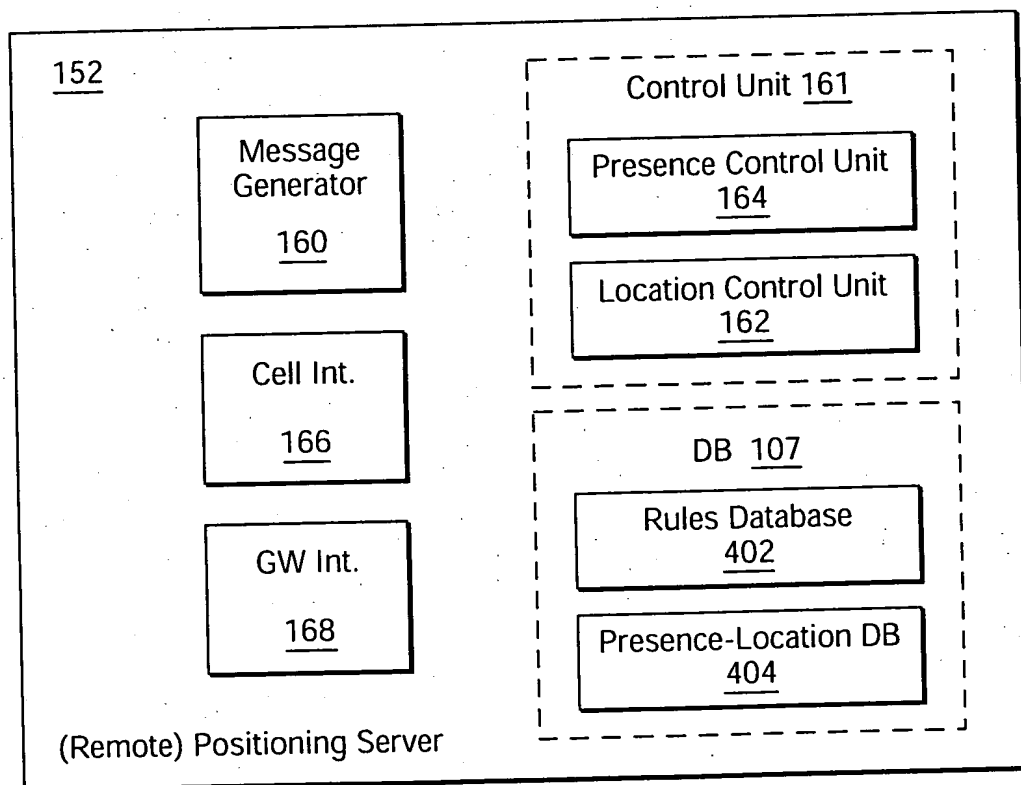 152
Message
Generator
160
Cell Int.
166
GW Int.
168
(Remote) Positioning Server
Control Unit 161
Presence Control Unit
164
Location Control Unit
162
DB 107
Rules Database
402
Presence-Location DB
404